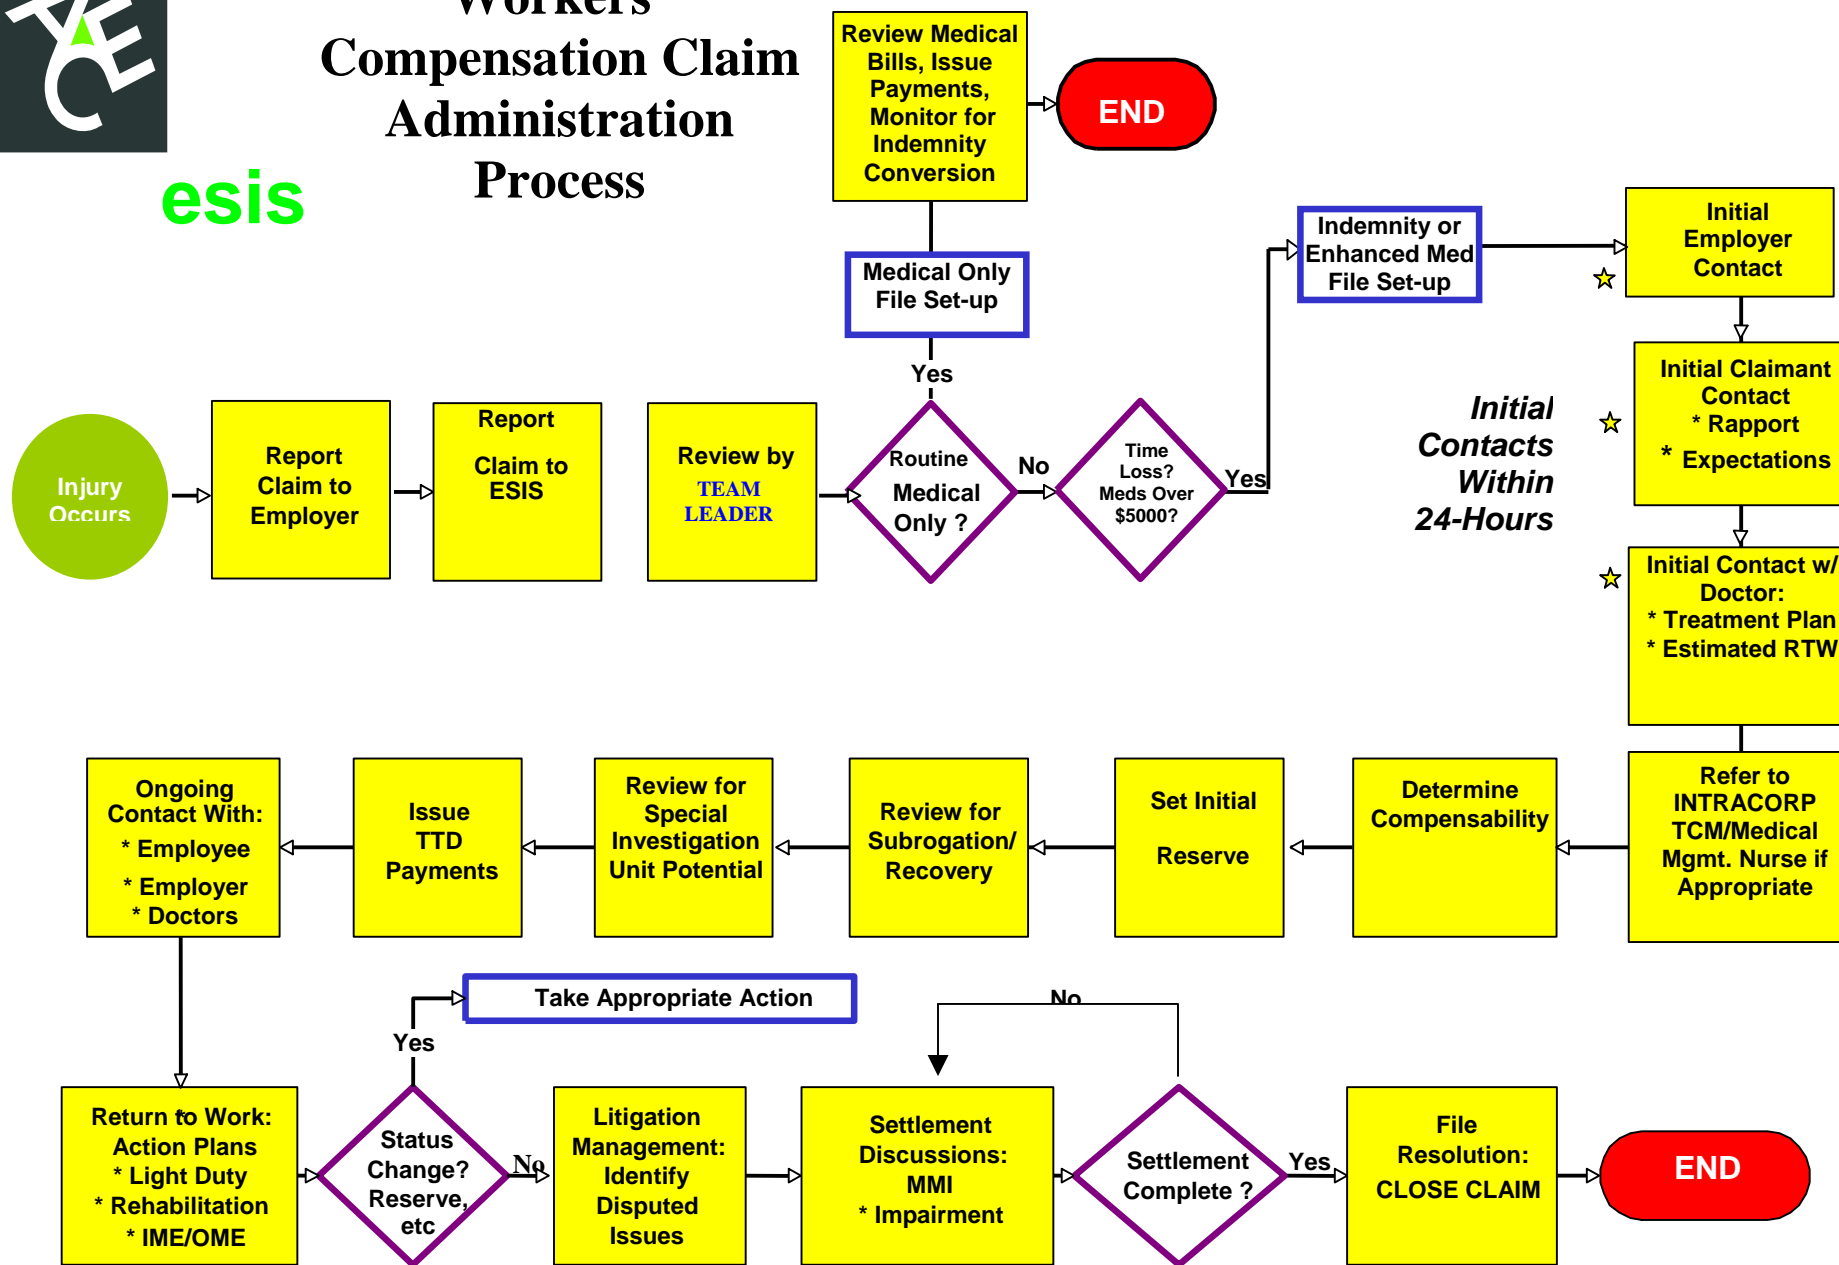 Workers
Compensation Claim
Administration
Process
ACE
esis
Review Medical
Bills, Issue
Payments,
Monitor for
Indemnity
Conversion
END
Medical Only
File Set-up
Yes
Indemnity or
Enhanced Med
File Set-up
Initial
Employer
Contact
Injury
Occurs
Report
Claim to
Employer
Report
Claim to
ESIS
Review by
TEAM
LEADER
Routine
Medical
Only ?
No
Time
Loss?
Meds Over
$5000?
Yes
Initial
Contacts
Within
24-Hours
Initial Claimant
Contact
* Rapport
* Expectations
Initial Contact w/
Doctor:
* Treatment Plan
* Estimated RTW
Ongoing
Contact With:
* Employee
* Employer
* Doctors
Issue
TTD
Payments
Review for
Special
Investigation
Unit Potential
Review for
Subrogation/
Recovery
Set Initial
Reserve
Determine
Compensability
Refer to
INTRACORP
TCM/Medical
Mgmt. Nurse if
Appropriate
Take Appropriate Action
Yes
No
Return to Work:
*
Action Plans
* Light Duty
* Rehabilitation
* IME/OME
Status
Change?
Reserve,
etc
No
Litigation
Management:
Identify
Disputed
Issues
Settlement
Discussions:
MMI
* Impairment
Settlement
Complete ?
Yes
File
Resolution:
CLOSE CLAIM
END